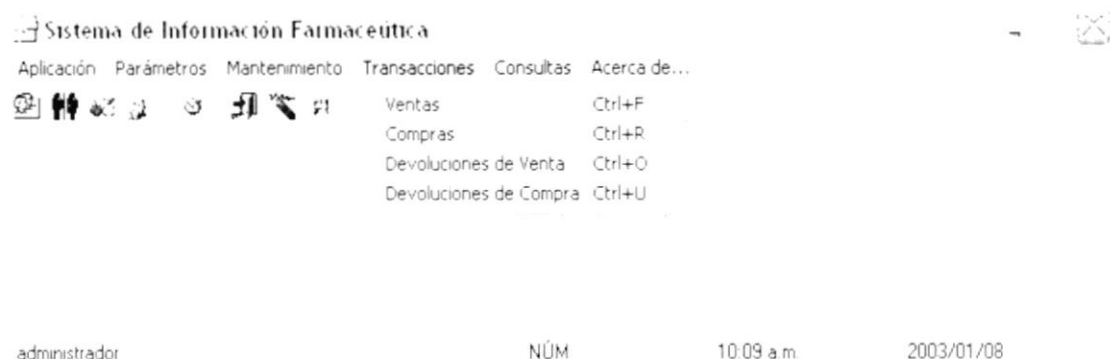 Sistema de Información Farmaceútica
Aplicación Parámetros Mantenimiento Transacciones Consultas Acerca de...
Ventas Ctrl+F
Compras Ctrl+R
Devoluciones de Venta Ctrl+O
Devoluciones de Compra Ctrl+U
administrador NÚM 10:09 a.m. 2003/01/08